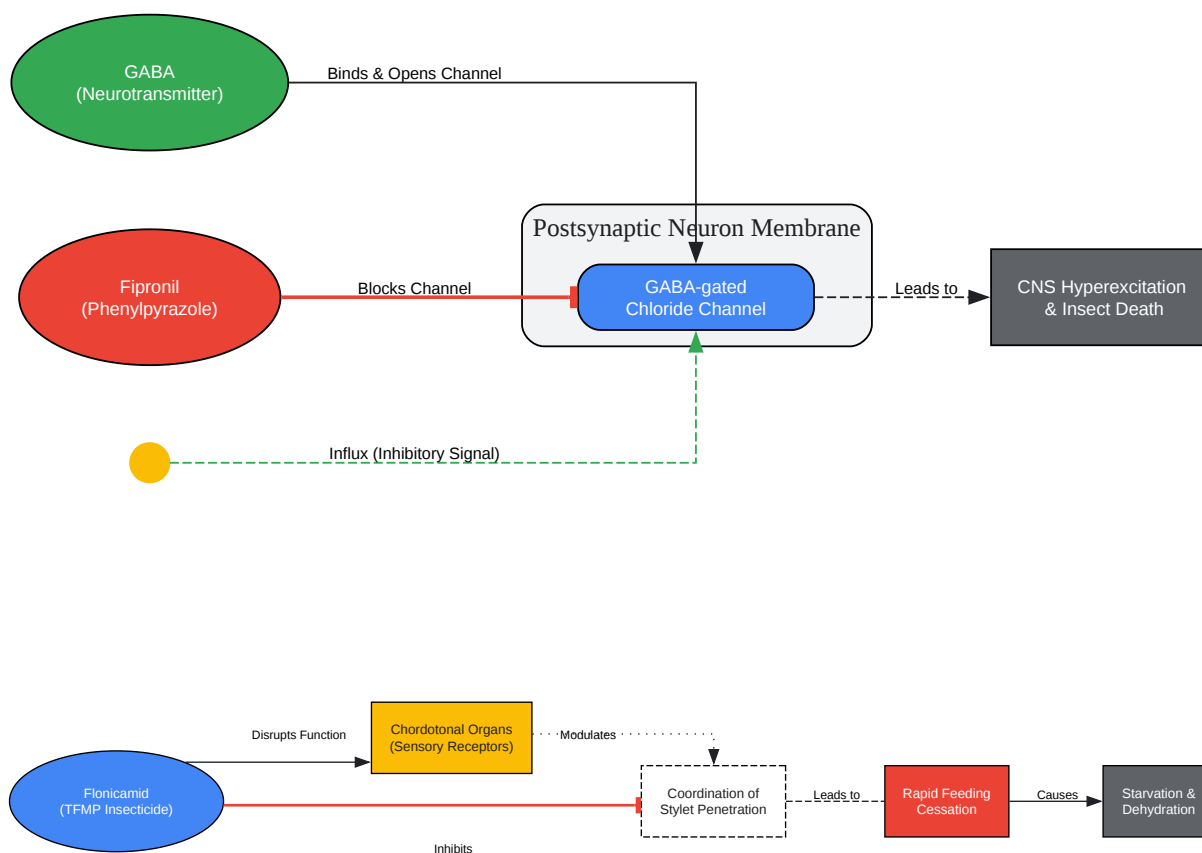 GABA
(Neurotransmitter)
Binds & Opens Channel
Postsynaptic Neuron Membrane
Fipronil
(Phenylpyrazole)
Blocks Channel
GABA-gated
Chloride Channel
Leads to
CNS Hyperexcitation
& Insect Death
Influx (Inhibitory Signal)
Disrupts Function
Chordotonal Organs
(Sensory Receptors)
Modulates
Flonicamid
(TFMP Insecticide)
Coordination of
Stylet Penetration
Leads to
Rapid Feeding
Cessation
Causes
Starvation &
Dehydration
Inhibits